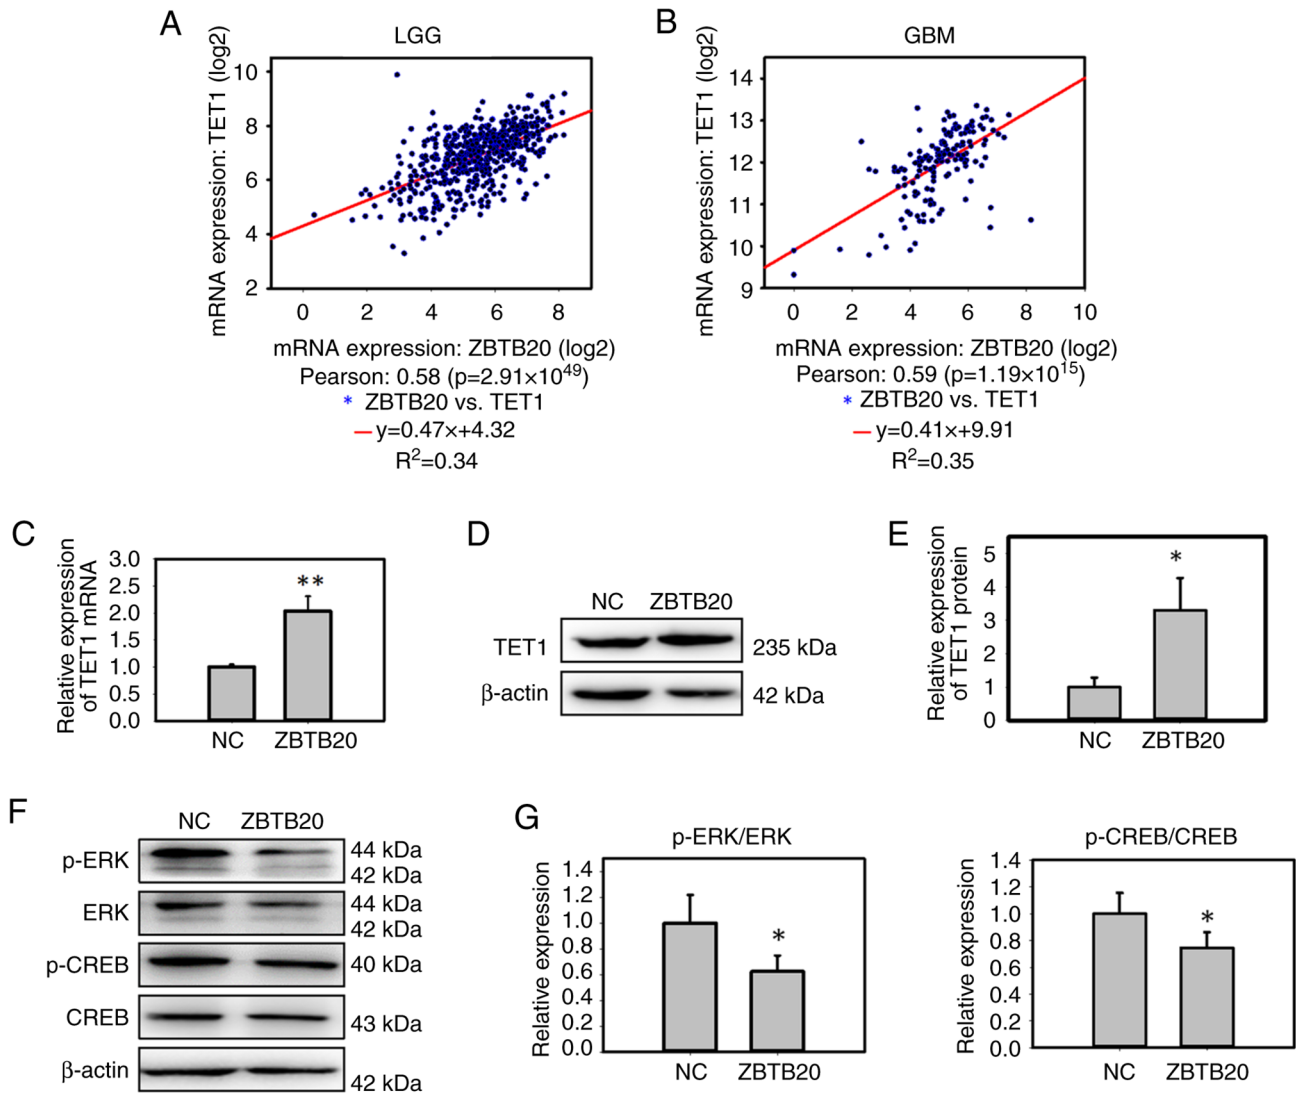 A
LGG
mRNA expression: TET1 (log2)
10
8
6
4
2
0 2 4 6 8
mRNA expression: ZBTB20 (log2)
Pearson: 0.58 (p=2.91×10⁴⁹)
* ZBTB20 vs. TET1
y=0.47×+4.32
R²=0.34
B
GBM
mRNA expression: TET1 (log2)
14
13
12
11
10
9
0 2 4 6 8 10
mRNA expression: ZBTB20 (log2)
Pearson: 0.59 (p=1.19×10¹⁵)
* ZBTB20 vs. TET1
y=0.41×+9.91
R²=0.35
C
Relative expression
of TET1 mRNA
3.0
2.5
2.0
1.5
1.0
0.5
0.0
**
NC ZBTB20
D
NC ZBTB20
TET1 235 kDa
β-actin 42 kDa
E
Relative expression
of TET1 protein
5
4
3
2
1
0
*
NC ZBTB20
F
NC ZBTB20
p-ERK 44 kDa
42 kDa
ERK 44 kDa
42 kDa
p-CREB 40 kDa
CREB 43 kDa
β-actin 42 kDa
G
p-ERK/ERK
Relative expression
1.4
1.2
1.0
0.8
0.6
0.4
0.2
0.0
*
NC ZBTB20
p-CREB/CREB
Relative expression
1.4
1.2
1.0
0.8
0.6
0.4
0.2
0.0
*
NC ZBTB20